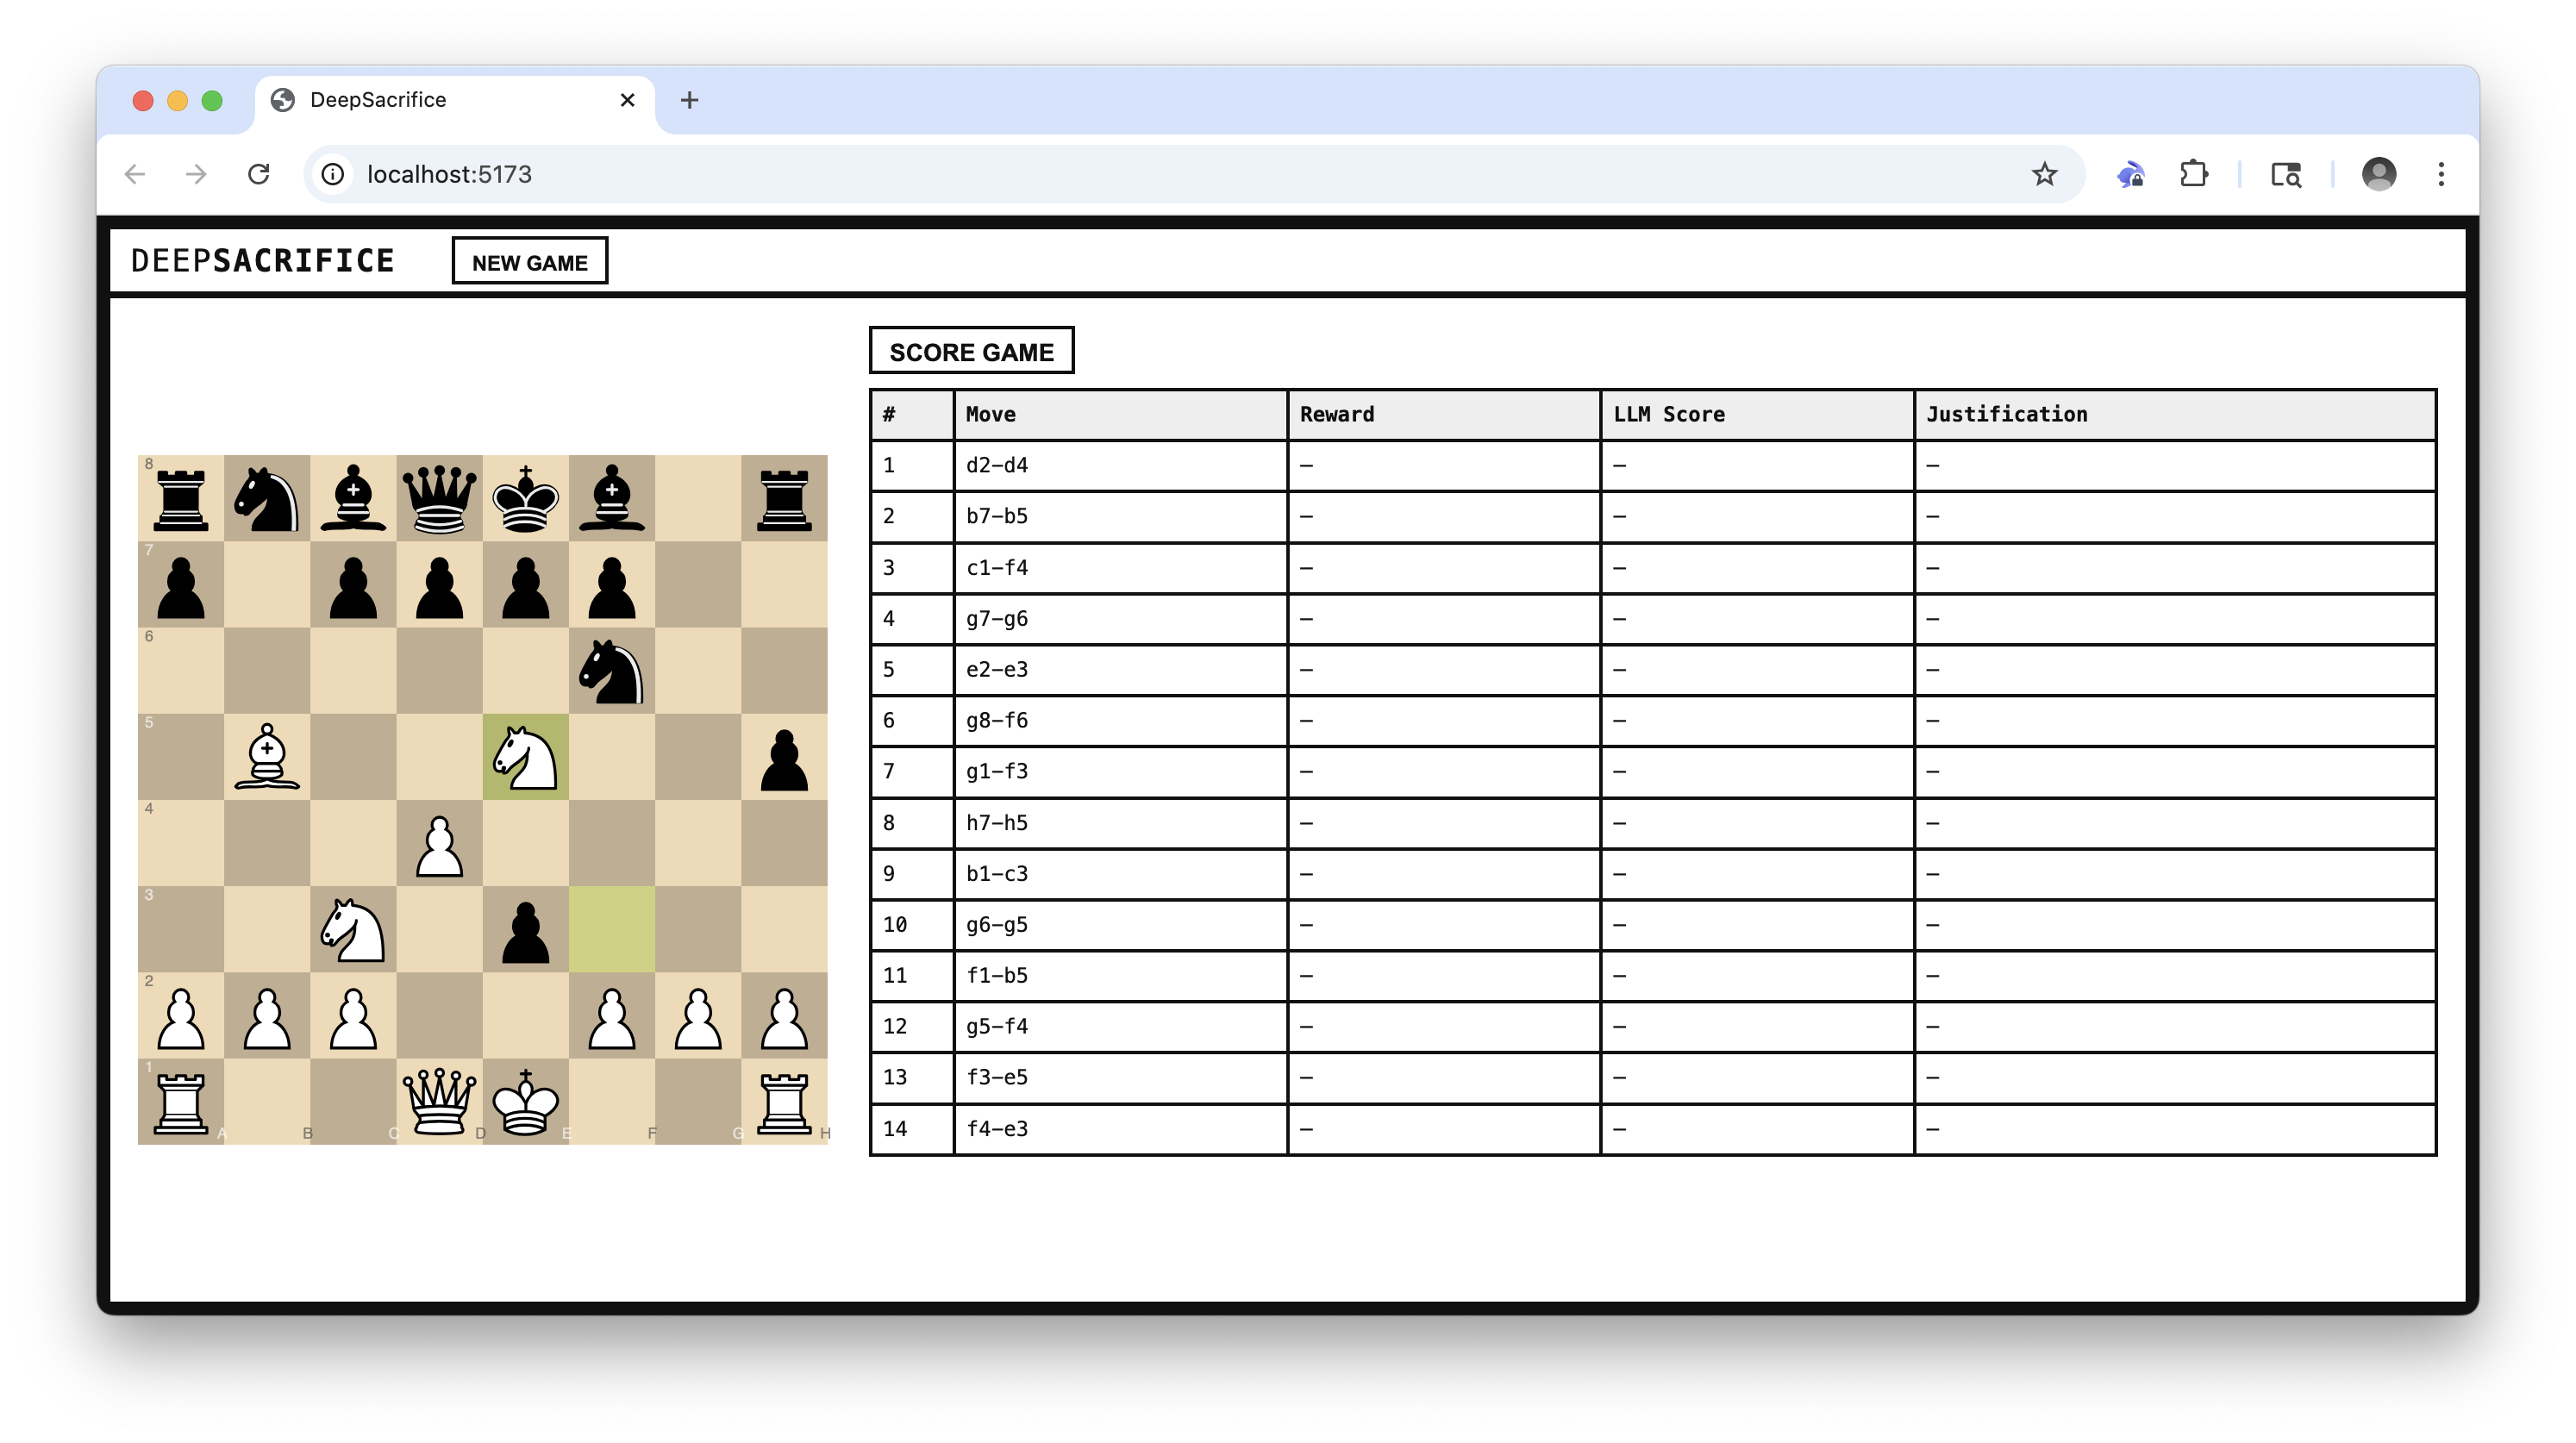 DeepSacrifice
localhost:5173
DEEPSACRIFICE
NEW GAME
SCORE GAME
# Move Reward LLM Score Justification
1 d2–d4 — — —
2 b7–b5 — — —
3 c1–f4 — — —
4 g7–g6 — — —
5 e2–e3 — — —
6 g8–f6 — — —
7 g1–f3 — — —
8 h7–h5 — — —
9 b1–c3 — — —
10 g6–g5 — — —
11 f1–b5 — — —
12 g5–f4 — — —
13 f3–e5 — — —
14 f4–e3 — — —
8
7
6
5
4
3
2
1
A B C D E F G H